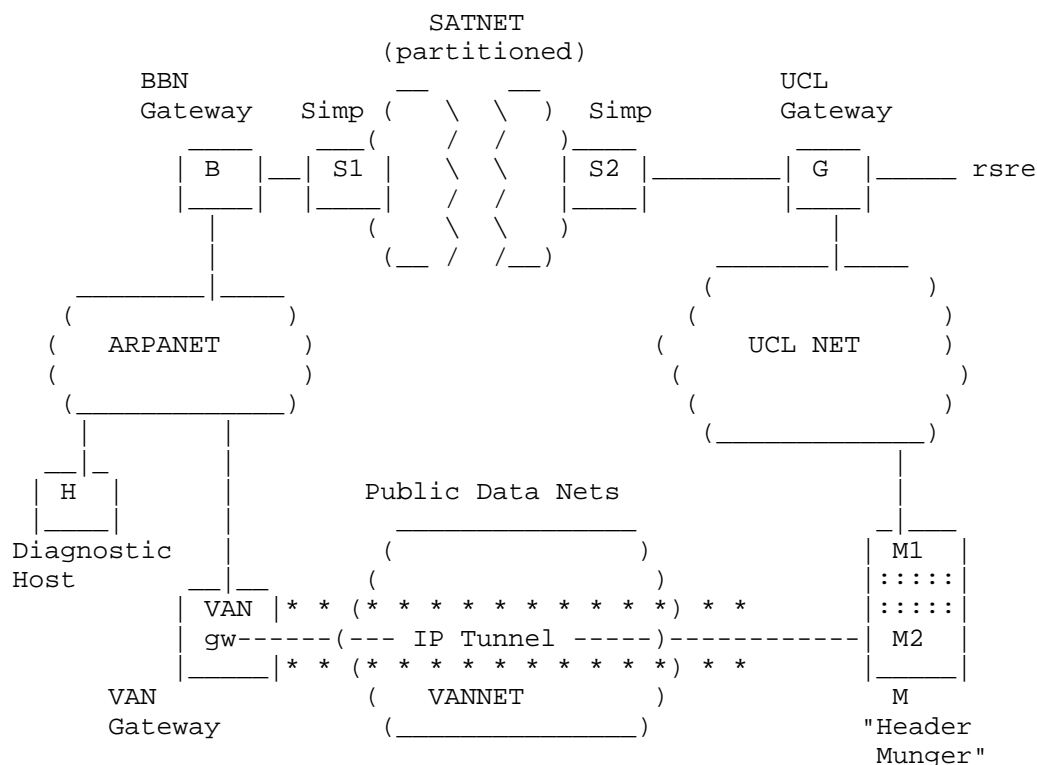 SATNET
(partitioned)
BBN UCL
Gateway Simp Simp Gateway
B S1 S2 G rsre
ARPANET UCL NET
H Public Data Nets
Diagnostic M1
Host
VAN
gw IP Tunnel M2
VAN VANNET M
Gateway "Header
Munger"